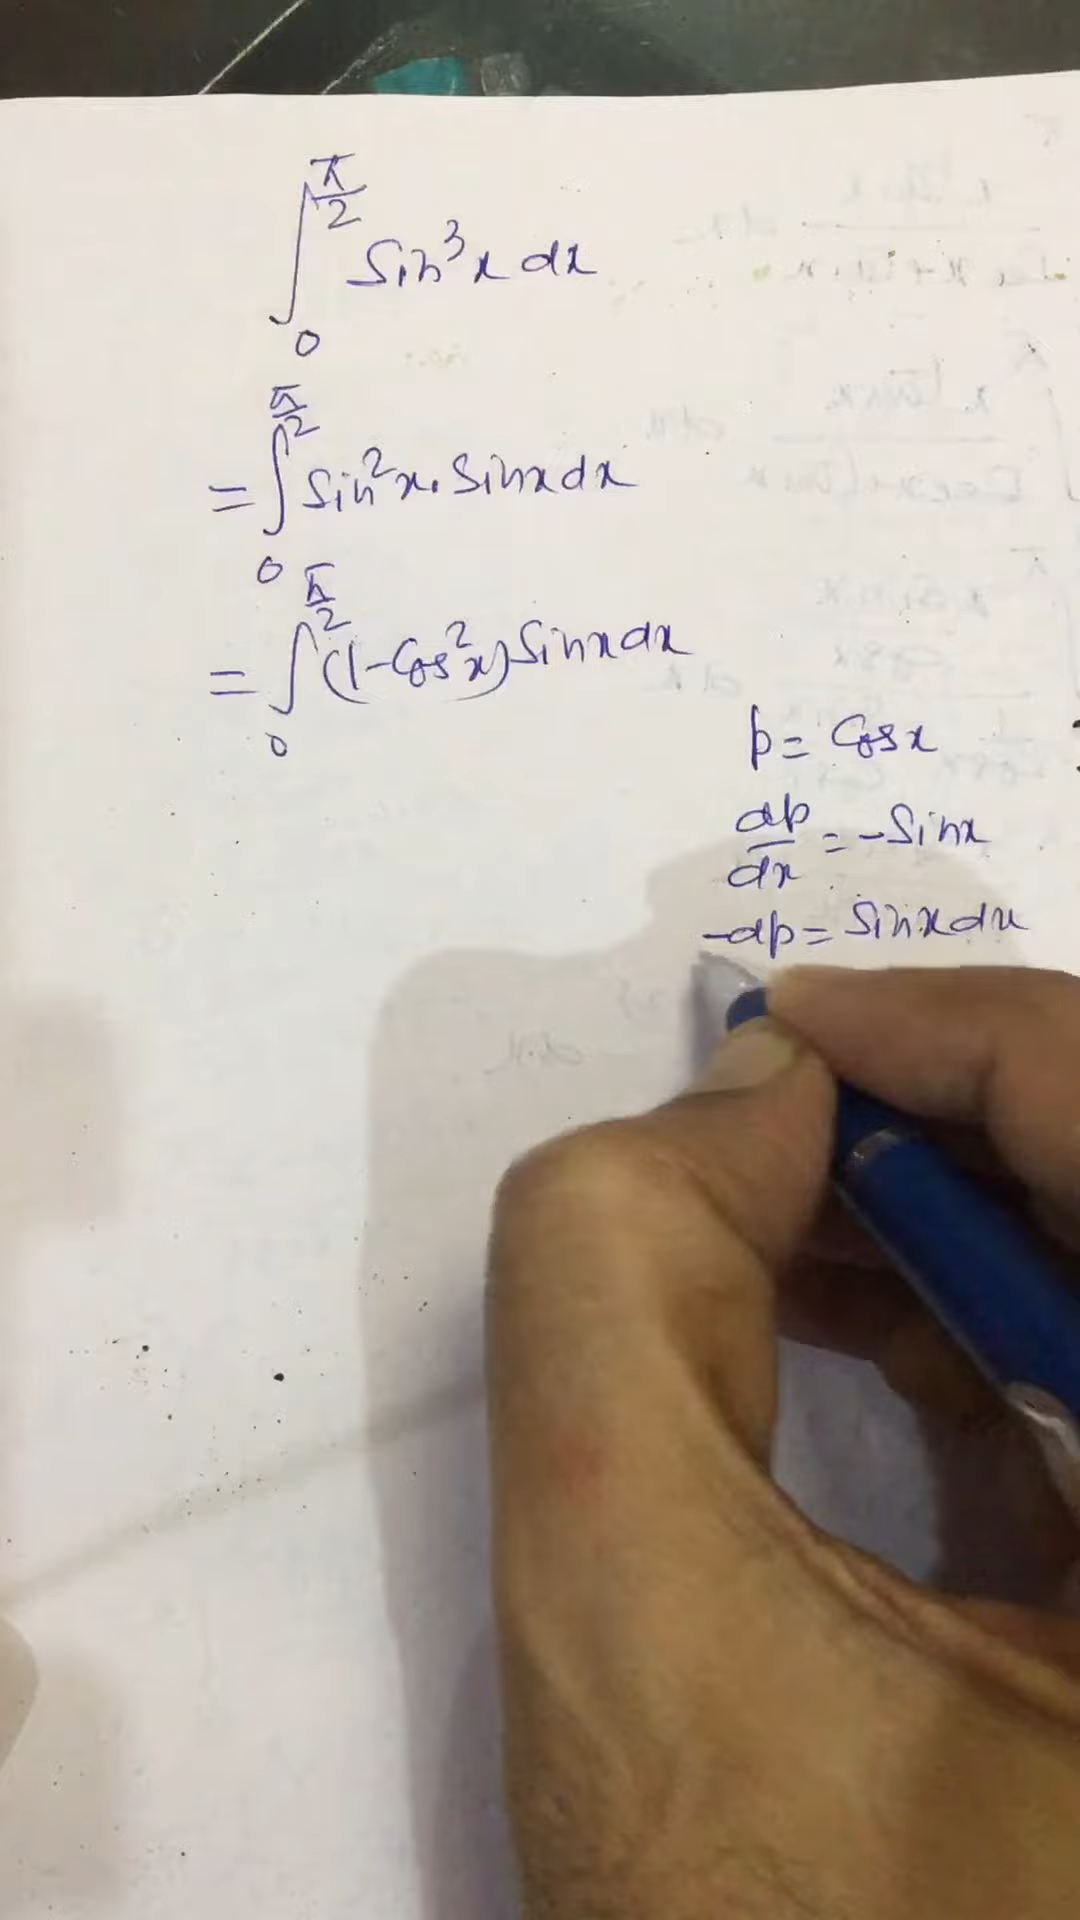 ∫₀^(π/2) Sin³x dx
= ∫₀^(π/2) Sin²x . Sinx dx
= ∫₀^(π/2) (1 - Cos²x) Sinx dx
p = Cosx
dp/dx = -Sinx
-dp = Sinx dx